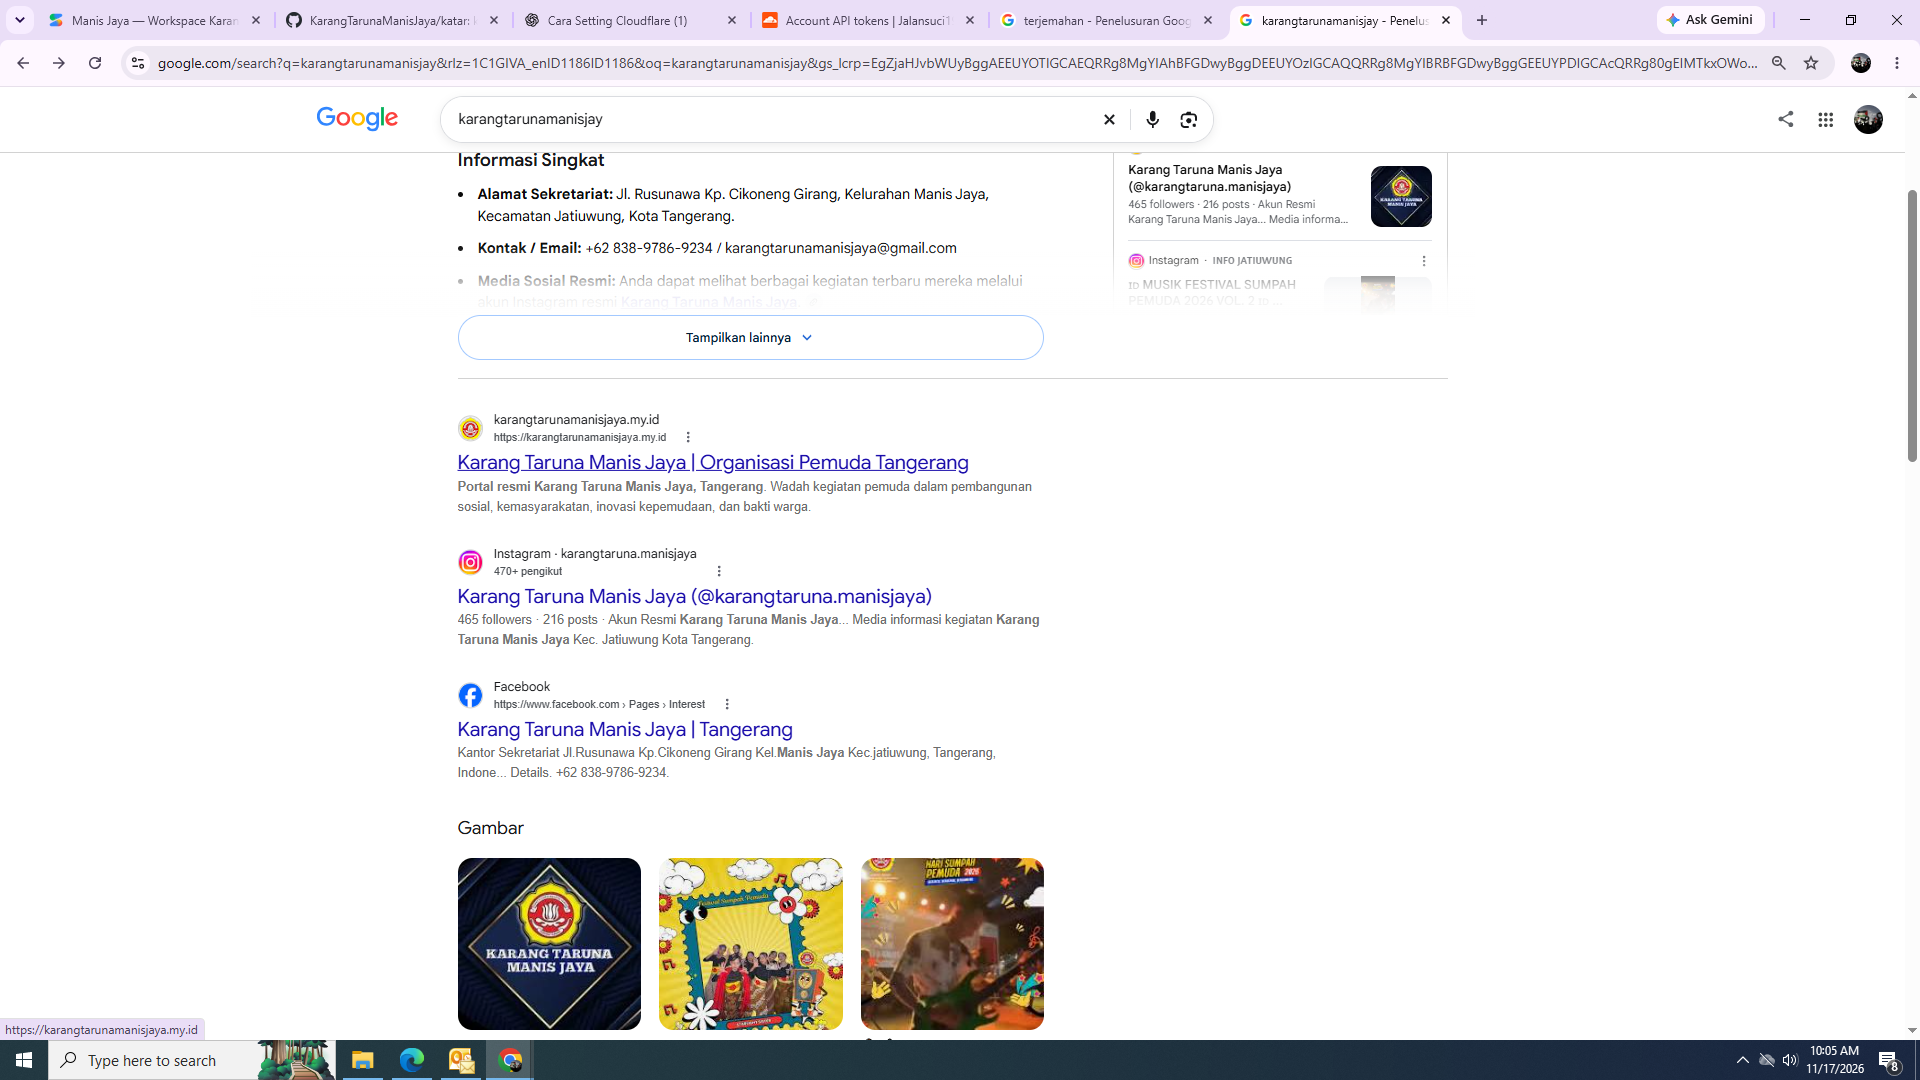 Manis Jaya — Workspace Karan
KarangTarunaManisJaya/katar: k
Cara Setting Cloudflare (1)
Account API tokens | Jalansuci1
terjemahan - Penelusuran Goog
karangtarunamanisjay - Penelus
Ask Gemini
google.com/search?q=karangtarunamanisjay&rlz=1C1GIVA_enID1186ID1186&oq=karangtarunamanisjay&gs_lcrp=EgZjaHJvbWUyBggAEEUYOTIGCAEQRRg8MgYIAhBFGDwyBggDEEUYOzIGCAQQRRg8MgYIBRBFGDwyBggGEEUYPDIGCAcQRRg80gEIMTkxOWo...
Google
karangtarunamanisjay
Informasi Singkat
Alamat Sekretariat: Jl. Rusunawa Kp. Cikoneng Girang, Kelurahan Manis Jaya,
Kecamatan Jatiuwung, Kota Tangerang.
Kontak / Email: +62 838-9786-9234 / karangtarunamanisjaya@gmail.com
Media Sosial Resmi: Anda dapat melihat berbagai kegiatan terbaru mereka melalui
akun Instagram resmi Karang Taruna Manis Jaya.
Tampilkan lainnya
Karang Taruna Manis Jaya
(@karangtaruna.manisjaya)
465 followers · 216 posts · Akun Resmi
Karang Taruna Manis Jaya... Media informa...
KARANG TARUNA
MANIS JAYA
Instagram · INFO JATIUWUNG
ID MUSIK FESTIVAL SUMPAH
PEMUDA 2026 VOL. 2 ID ...
karangtarunamanisjaya.my.id
https://karangtarunamanisjaya.my.id
Karang Taruna Manis Jaya | Organisasi Pemuda Tangerang
Portal resmi Karang Taruna Manis Jaya, Tangerang. Wadah kegiatan pemuda dalam pembangunan
sosial, kemasyarakatan, inovasi kepemudaan, dan bakti warga.
Instagram · karangtaruna.manisjaya
470+ pengikut
Karang Taruna Manis Jaya (@karangtaruna.manisjaya)
465 followers · 216 posts · Akun Resmi Karang Taruna Manis Jaya... Media informasi kegiatan Karang
Taruna Manis Jaya Kec. Jatiuwung Kota Tangerang.
Facebook
https://www.facebook.com › Pages › Interest
Karang Taruna Manis Jaya | Tangerang
Kantor Sekretariat Jl.Rusunawa Kp.Cikoneng Girang Kel.Manis Jaya Kec.jatiuwung, Tangerang,
Indone... Details. +62 838-9786-9234.
Gambar
KARANG TARUNA
MANIS JAYA
Festival Sumpah Pemuda
HARI SUMPAH
PEMUDA 2026
https://karangtarunamanisjaya.my.id
Type here to search
10:05 AM
11/17/2026
8